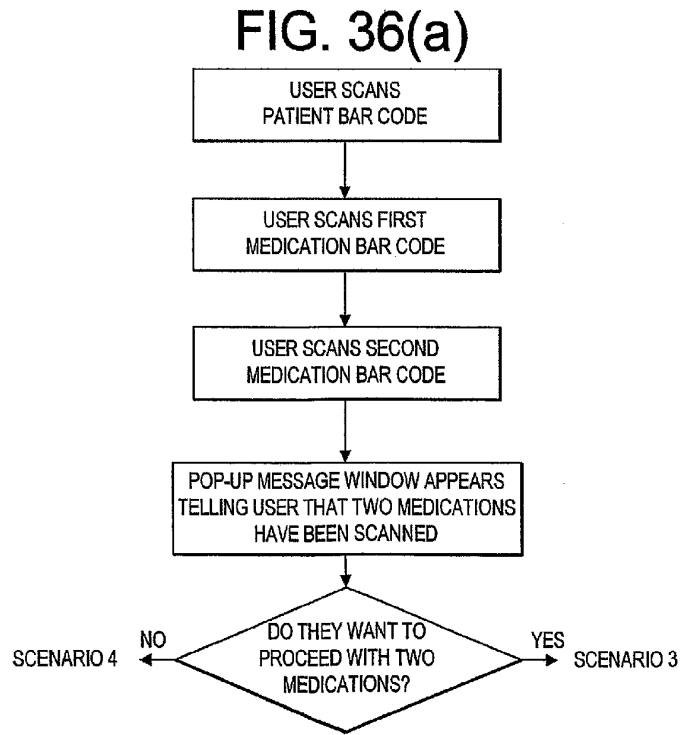 FIG. 36(a)
USER SCANS
PATIENT BAR CODE
USER SCANS FIRST
MEDICATION BAR CODE
USER SCANS SECOND
MEDICATION BAR CODE
POP-UP MESSAGE WINDOW APPEARS
TELLING USER THAT TWO MEDICATIONS
HAVE BEEN SCANNED
DO THEY WANT TO
PROCEED WITH TWO
MEDICATIONS?
NO
SCENARIO 4
YES
SCENARIO 3